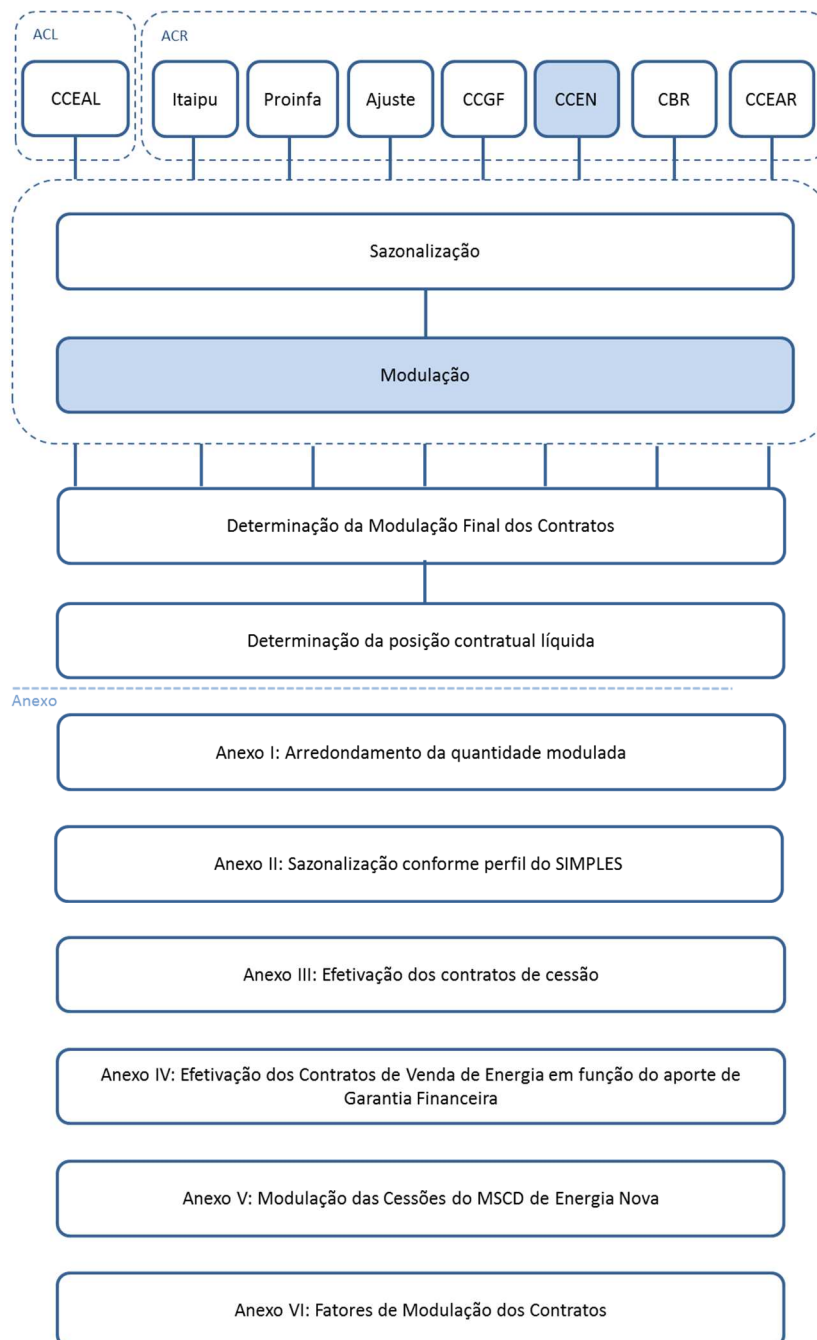 ACL
ACR
CCEAL
Itaipu
Proinfa
Ajuste
CCGF
CCEN
CBR
CCEAR
Sazonalização
Modulação
Determinação da Modulação Final dos Contratos
Determinação da posição contratual líquida
Anexo
Anexo I: Arredondamento da quantidade modulada
Anexo II: Sazonalização conforme perfil do SIMPLES
Anexo III: Efetivação dos contratos de cessão
Anexo IV: Efetivação dos Contratos de Venda de Energia em função do aporte de
Garantia Financeira
Anexo V: Modulação das Cessões do MSCD de Energia Nova
Anexo VI: Fatores de Modulação dos Contratos